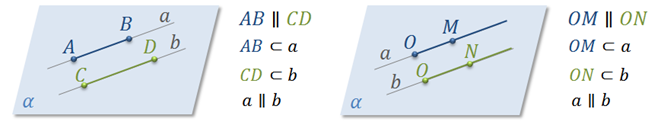 a
B
b
A
D
C
α
AB ∥ CD
AB ⊂ a
CD ⊂ b
a ∥ b
M
O
a
N
O
b
α
OM ∥ ON
OM ⊂ a
ON ⊂ b
a ∥ b